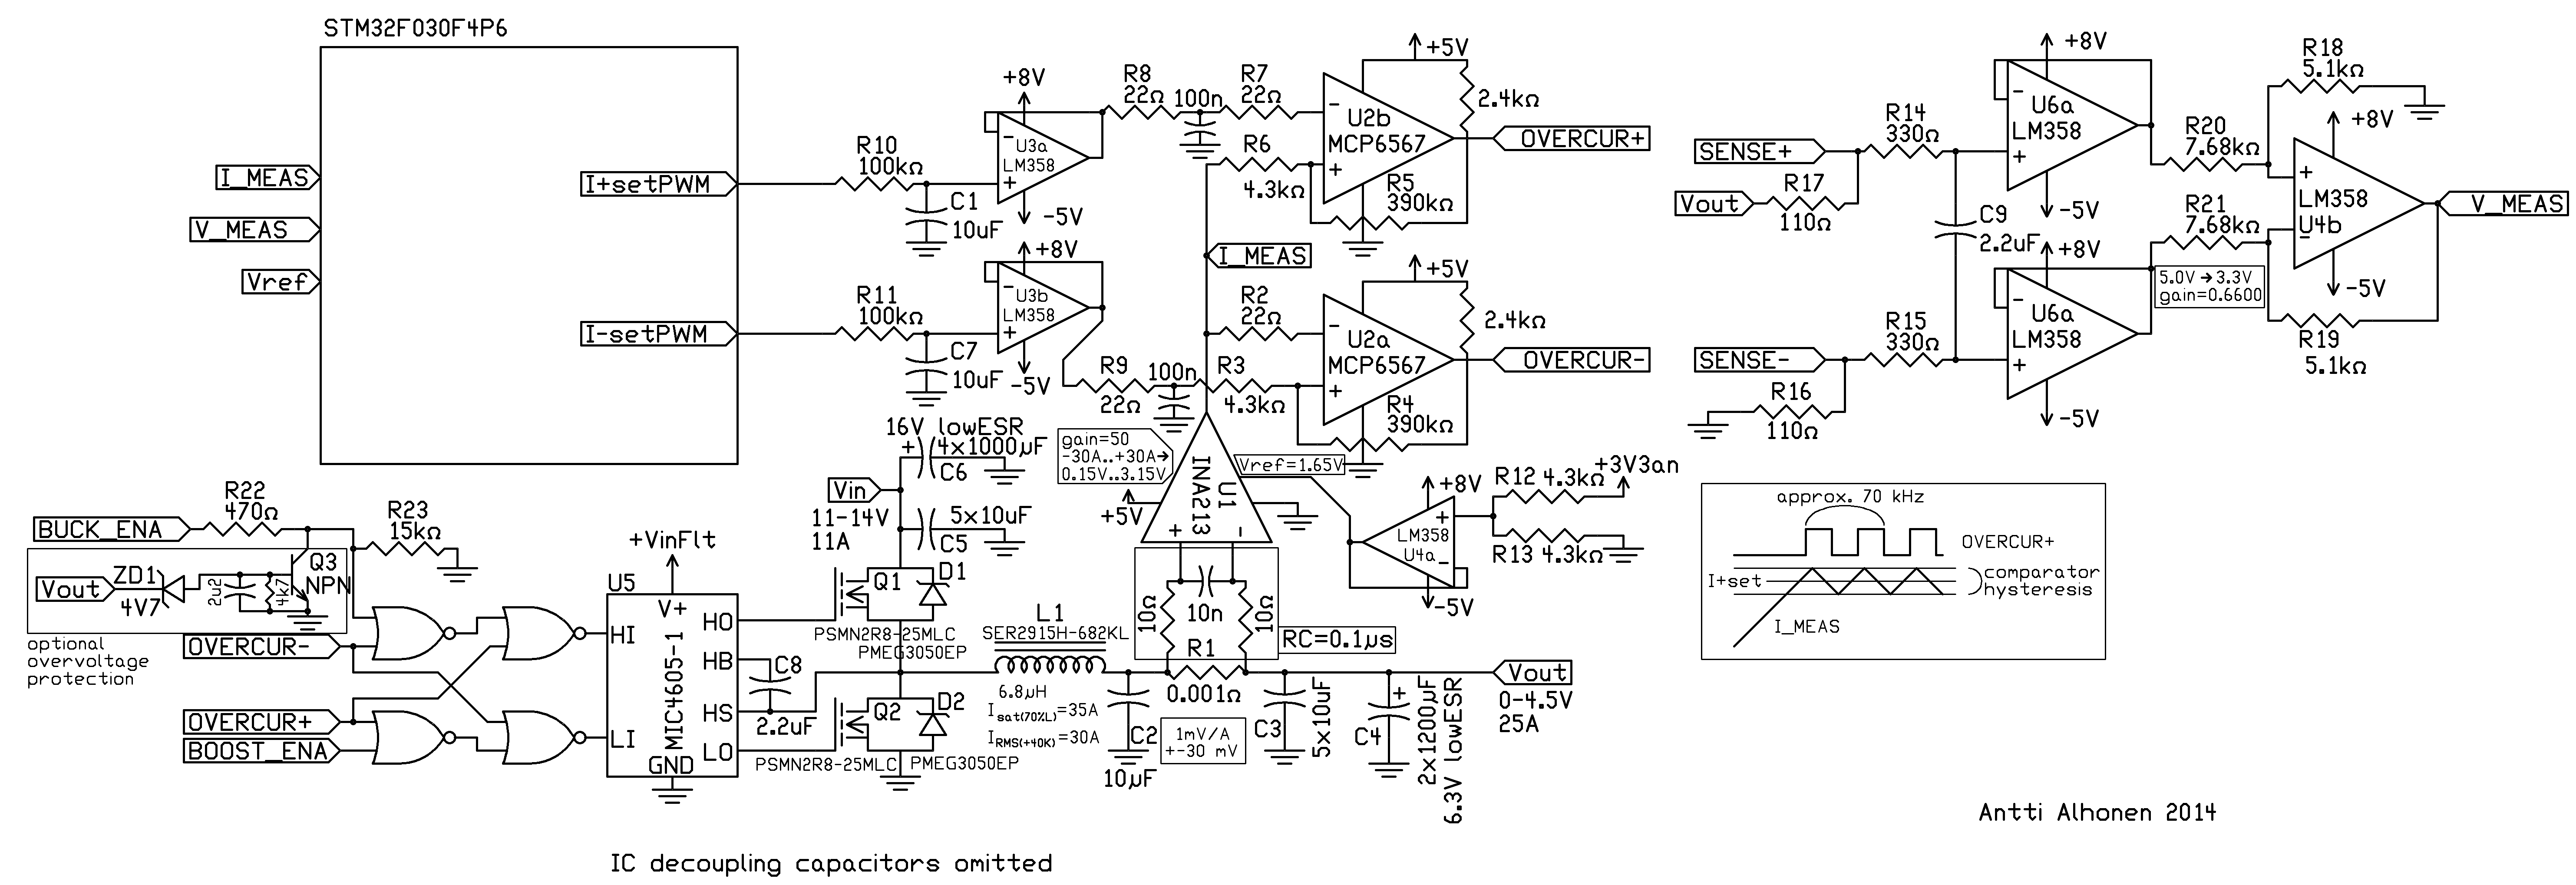 STM32F030F4P6
I_MEAS
V_MEAS
Vref
I+setPWM
I-setPWM
R10
100kΩ
C1
10uF
+8V
-
U3a
LM358
+
-5V
R11
100kΩ
C7
10uF
+8V
-
U3b
LM358
+
-5V
R8
22Ω
100n
R7
22Ω
R6
4.3kΩ
+5V
2.4kΩ
-
U2b
MCP6567
+
R5
390kΩ
OVERCUR+
I_MEAS
R2
22Ω
R9
22Ω
100n
R3
4.3kΩ
+5V
2.4kΩ
-
U2a
MCP6567
+
R4
390kΩ
OVERCUR-
SENSE+
Vout
R17
110Ω
R14
330Ω
C9
2.2uF
SENSE-
R16
110Ω
R15
330Ω
+8V
-
U6a
LM358
+
-5V
+8V
-
U6a
LM358
+
-5V
R20
7.68kΩ
R21
7.68kΩ
5.0V→3.3V
gain=0.6600
R18
5.1kΩ
+8V
+
LM358
U4b
-
-5V
R19
5.1kΩ
V_MEAS
BUCK_ENA
R22
470Ω
R23
15kΩ
Vout
ZD1
4V7
2u2
4k7
Q3
NPN
optional
overvoltage
protection
OVERCUR-
OVERCUR+
BOOST_ENA
+VinFlt
U5
V+
HI
LI
MIC4605-1
HO
HB
HS
LO
GND
C8
2.2uF
16V lowESR
+
4x1000µF
C6
Vin
11-14V
11A
5x10uF
C5
Q1
D1
PSMN2R8-25MLC
PMEG3050EP
Q2
D2
PSMN2R8-25MLC
PMEG3050EP
L1
SER2915H-682KL
6.8µH
Isat(70%L)=35A
IRMS(+40K)=30A
gain=50
-30A..+30A→
0.15V..3.15V
+5V
INA213
U1
+ -
Vref=1.65V
10Ω
10n
10Ω
RC=0.1µs
R1
0.001Ω
C2
10µF
1mV/A
+-30 mV
C3
5x10uF
C4
+
2x1200µF
6.3V lowESR
Vout
0-4.5V
25A
+8V
+
LM358
U4a
-
-5V
R12 4.3kΩ
+3V3an
R13 4.3kΩ
approx. 70 kHz
OVERCUR+
I+set
comparator
hysteresis
I_MEAS
Antti Alhonen 2014
IC decoupling capacitors omitted